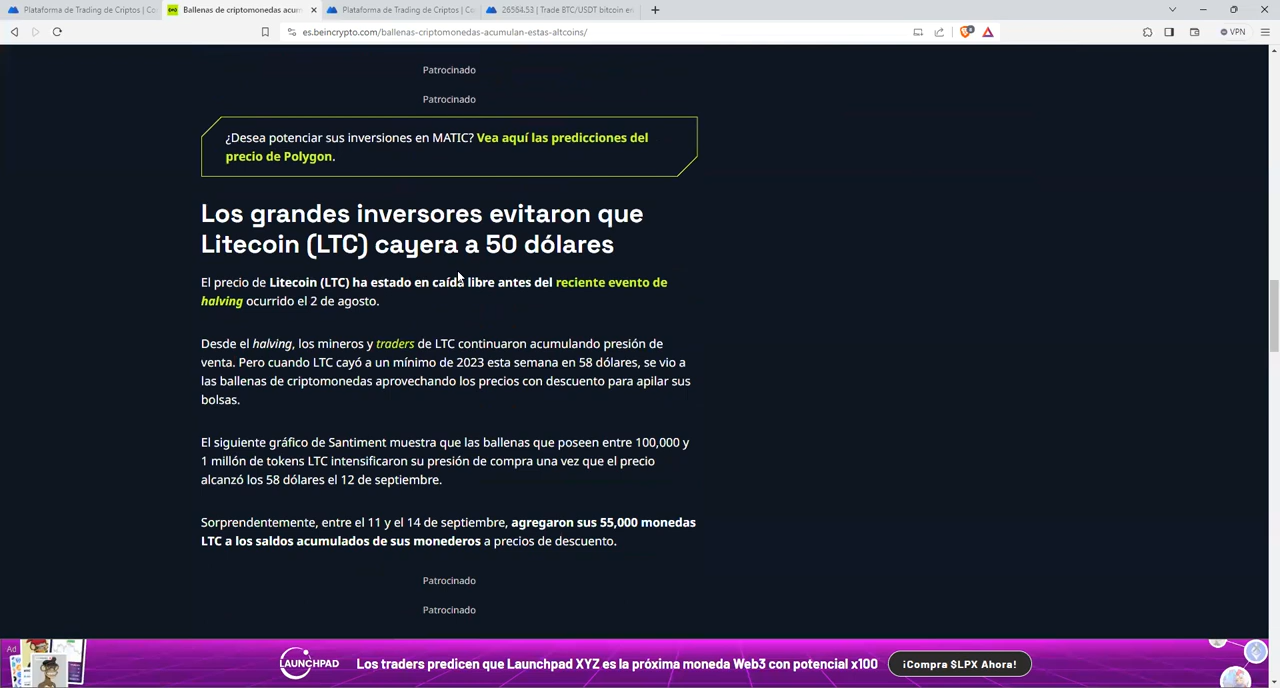 Plataforma de Trading de Criptos | Co
Ballenas de criptomonedas acum
Plataforma de Trading de Criptos | Co
26584.53 | Trade BTC/USDT bitcoin en
es.beincrypto.com/ballenas-criptomonedas-acumulan-estas-altcoins/
VPN
Patrocinado
Patrocinado
¿Desea potenciar sus inversiones en MATIC? Vea aquí las predicciones del
precio de Polygon.
Los grandes inversores evitaron que
Litecoin (LTC) cayera a 50 dólares
El precio de Litecoin (LTC) ha estado en caída libre antes del reciente evento de
halving ocurrido el 2 de agosto.
Desde el halving, los mineros y traders de LTC continuaron acumulando presión de
venta. Pero cuando LTC cayó a un mínimo de 2023 esta semana en 58 dólares, se vio a
las ballenas de criptomonedas aprovechando los precios con descuento para apilar sus
bolsas.
El siguiente gráfico de Santiment muestra que las ballenas que poseen entre 100,000 y
1 millón de tokens LTC intensificaron su presión de compra una vez que el precio
alcanzó los 58 dólares el 12 de septiembre.
Sorprendentemente, entre el 11 y el 14 de septiembre, agregaron sus 55,000 monedas
LTC a los saldos acumulados de sus monederos a precios de descuento.
Patrocinado
Patrocinado
Ad
LAUNCHPAD
Los traders predicen que Launchpad XYZ es la próxima moneda Web3 con potencial x100
¡Compra $LPX Ahora!